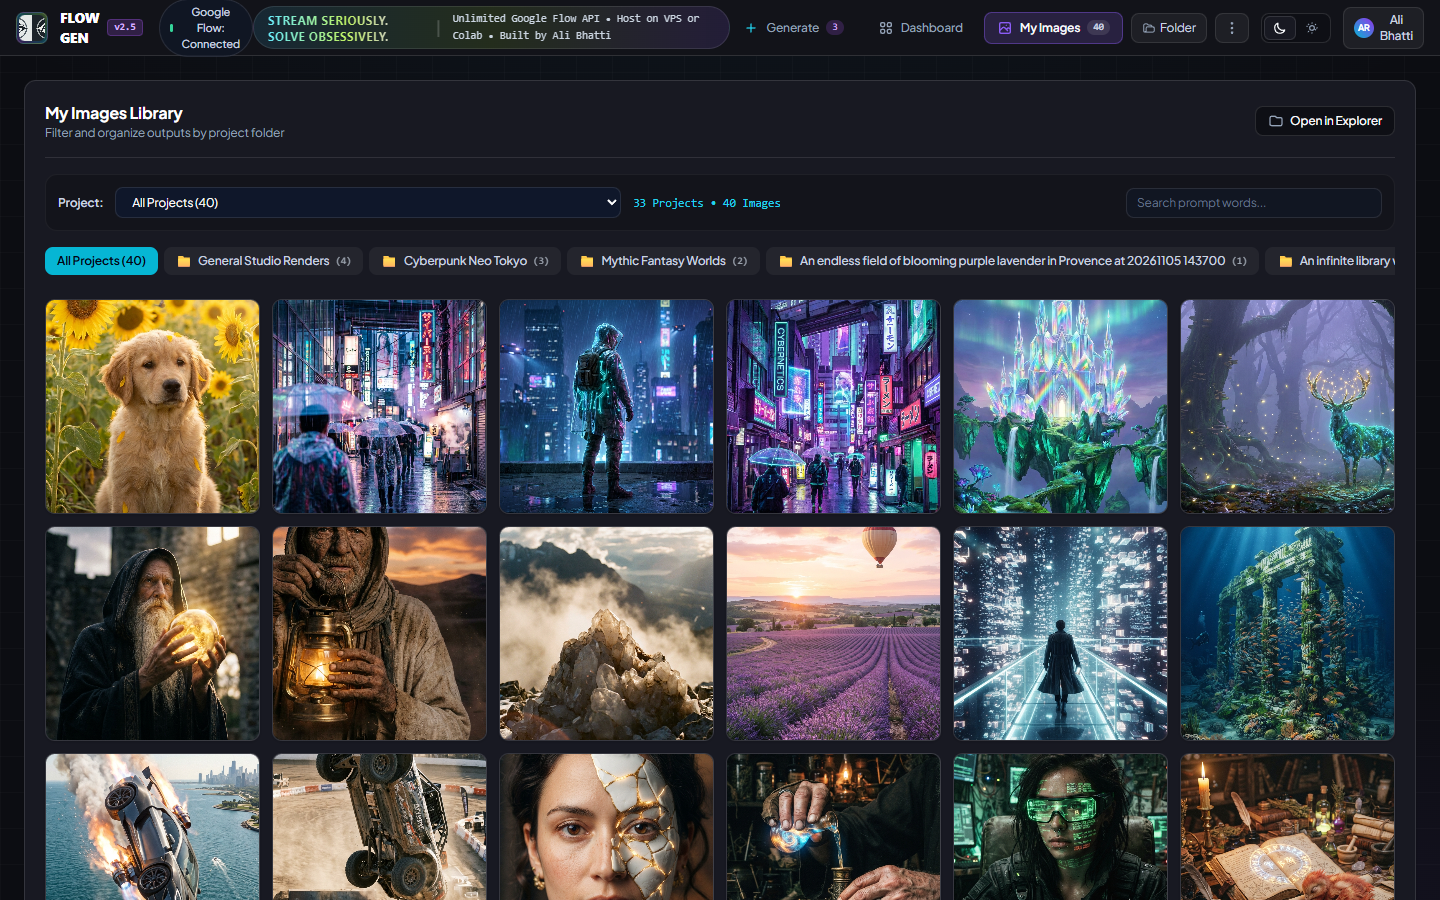 FLOW
GEN
v2.5
Google
Flow:
Connected
STREAM SERIOUSLY.
SOLVE OBSESSIVELY.
Unlimited Google Flow API • Host on VPS or
Colab • Built by Ali Bhatti
Generate 3
Dashboard
My Images 40
Folder
AR
Ali
Bhatti
My Images Library
Filter and organize outputs by project folder
Open in Explorer
Project:
All Projects (40)
33 Projects • 40 Images
Search prompt words...
All Projects (40)
General Studio Renders (4)
Cyberpunk Neo Tokyo (3)
Mythic Fantasy Worlds (2)
An endless field of blooming purple lavender in Provence at 20261105 143700 (1)
An infinite library
CYBERNETICS
ラーメン